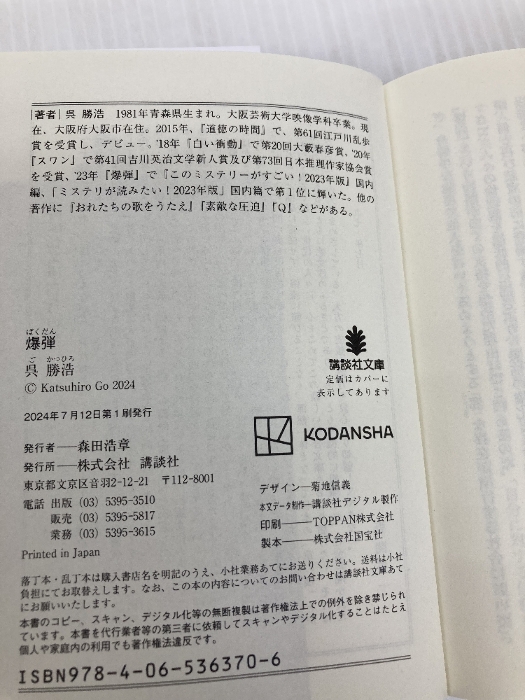 |著者| 呉 勝浩　1981年青森県生まれ。大阪芸術大学映像学科卒業。現
在、大阪府大阪市在住。2015年、『道徳の時間』で、第61回江戸川乱歩
賞を受賞し、デビュー。'18年『白い衝動』で第20回大藪春彦賞、'20年
『スワン』で第41回吉川英治文学新人賞及び第73回日本推理作家協会賞
を受賞、'23年『爆弾』で『このミステリーがすごい！2023年版』国内
編、「ミステリが読みたい！2023年版」国内篇で第1位に輝いた。他の
著作に『おれたちの歌をうたえ』『素敵な圧迫』『Q』などがある。
ばくだん
爆弾
ご　かつひろ
呉 勝浩
© Katsuhiro Go 2024
講談社文庫
定価はカバーに
表示してあります
2024年7月12日第1刷発行
発行者──森田浩章
発行所──株式会社 講談社
東京都文京区音羽2-12-21　〒112-8001
電話 出版 (03) 5395-3510
販売 (03) 5395-5817
業務 (03) 5395-3615
Printed in Japan
KODANSHA
デザイン─菊地信義
本文データ制作─講談社デジタル製作
印刷──TOPPAN株式会社
製本──株式会社国宝社
落丁本・乱丁本は購入書店名を明記のうえ、小社業務あてにお送りください。送料は小社
負担にてお取替えします。なお、この本の内容についてのお問い合わせは講談社文庫あて
にお願いいたします。
本書のコピー、スキャン、デジタル化等の無断複製は著作権法上での例外を除き禁じられ
ています。本書を代行業者等の第三者に依頼してスキャンやデジタル化することはたとえ
個人や家庭内の利用でも著作権法違反です。
ISBN978-4-06-536370-6